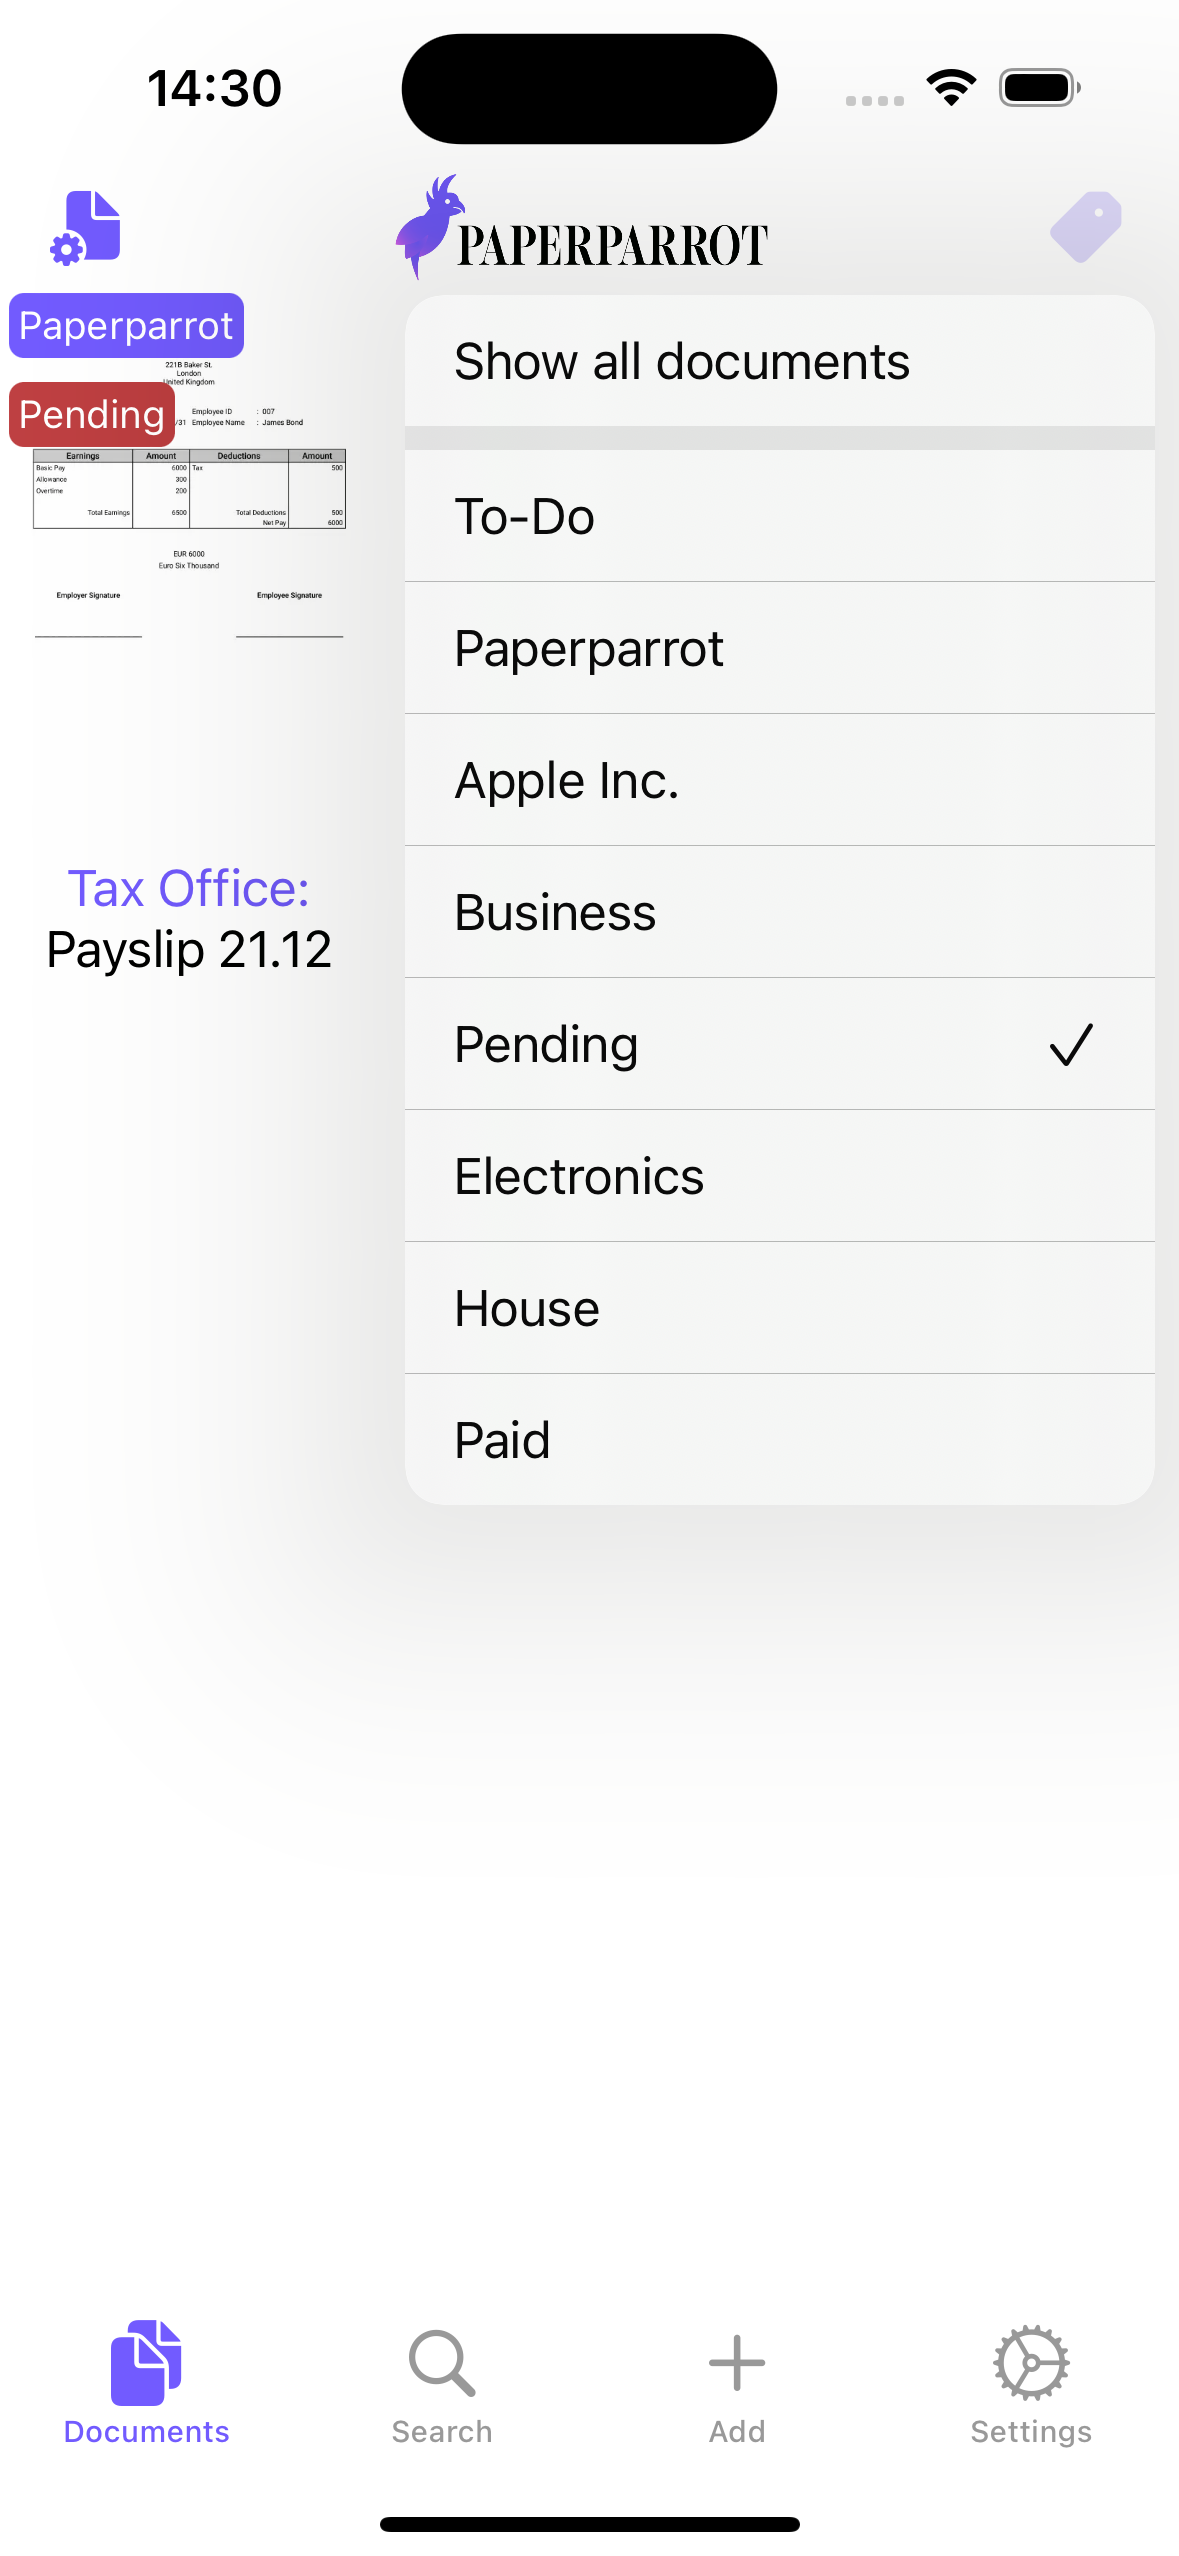 14:30
PAPERPARROT
Paperparrot
Pending
221B Baker St.
London
United Kingdom
Employee ID : 007
/31 Employee Name : James Bond
Earnings Amount Deductions Amount
Basic Pay 6000 Tax 500
Allowance 300
Overtime 200
Total Earnings 6500 Total Deductions 500
Net Pay 6000
EUR 6000
Euro Six Thousand
Employer Signature Employee Signature
Tax Office:
Payslip 21.12
Show all documents
To-Do
Paperparrot
Apple Inc.
Business
Pending
Electronics
House
Paid
Documents
Search
Add
Settings